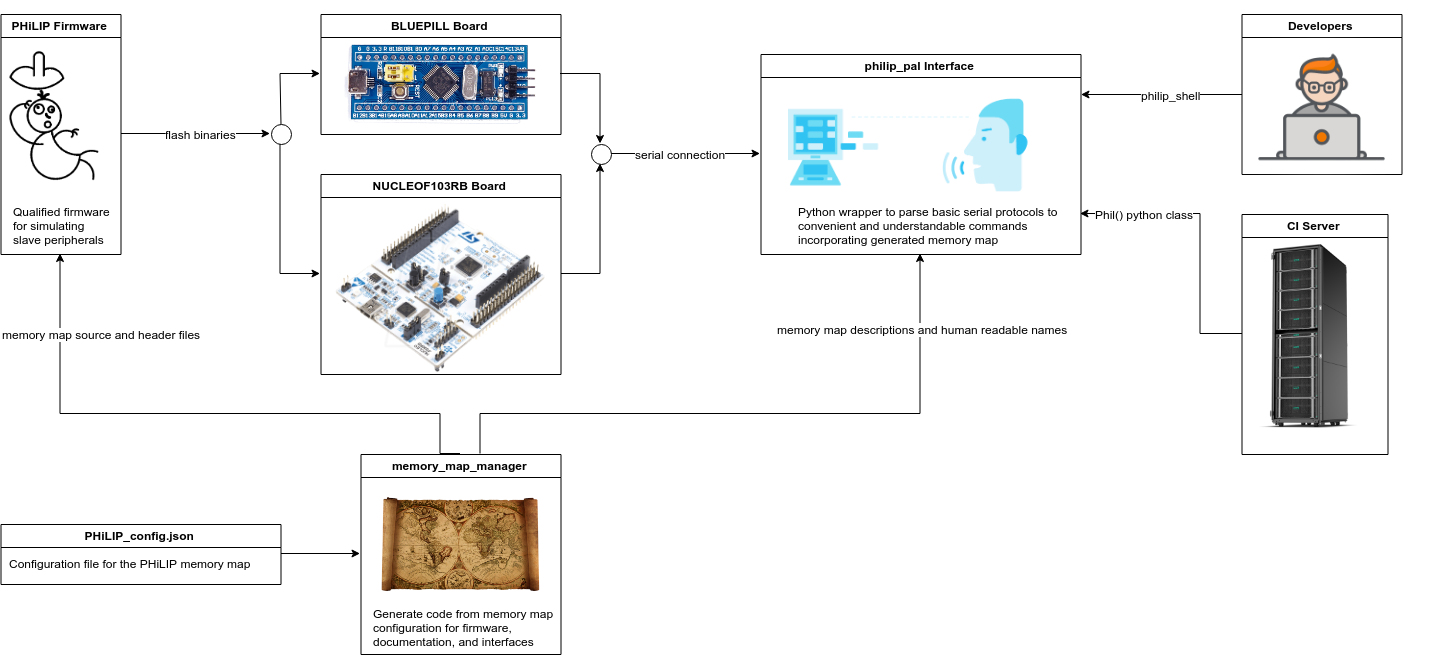 PHiLIP Firmware
Qualified firmware
for simulating
slave peripherals
flash binaries
BLUEPILL Board
NUCLEOF103RB Board
serial connection
philip_pal Interface
Python wrapper to parse basic serial protocols to
convenient and understandable commands
incorporating generated memory map
philip_shell
Developers
Phil() python class
CI Server
memory map source and header files
memory map descriptions and human readable names
memory_map_manager
Generate code from memory map
configuration for firmware,
documentation, and interfaces
PHiLIP_config.json
Configuration file for the PHiLIP memory map